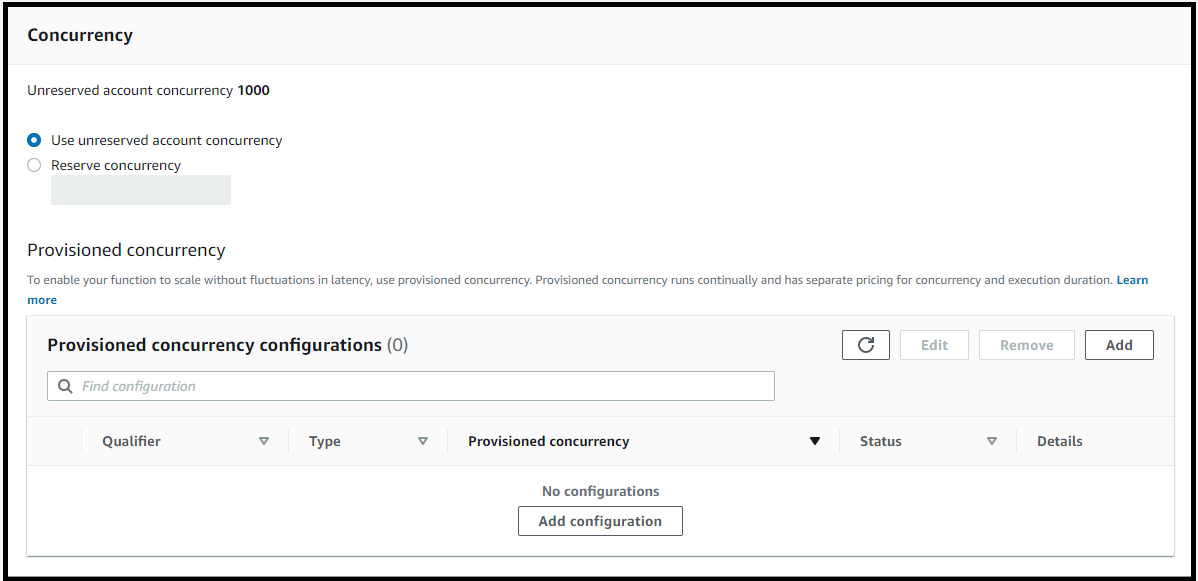 Concurrency
Unreserved account concurrency 1000
Use unreserved account concurrency
Reserve concurrency
Provisioned concurrency
To enable your function to scale without fluctuations in latency, use provisioned concurrency. Provisioned concurrency runs continually and has separate pricing for concurrency and execution duration. Learn
more
Provisioned concurrency configurations (0)
Edit
Remove
Add
Find configuration
Qualifier Type Provisioned concurrency Status Details
No configurations
Add configuration